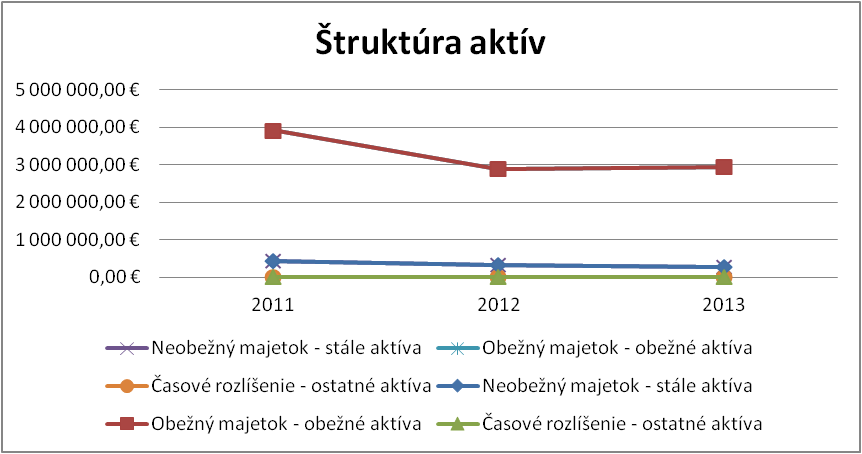 Štruktúra aktív
5 000 000,00 €
4 000 000,00 €
3 000 000,00 €
2 000 000,00 €
1 000 000,00 €
0,00 €
2011 2012 2013
Neobežný majetok - stále aktíva Obežný majetok - obežné aktíva
Časové rozlíšenie - ostatné aktíva Neobežný majetok - stále aktíva
Obežný majetok - obežné aktíva Časové rozlíšenie - ostatné aktíva